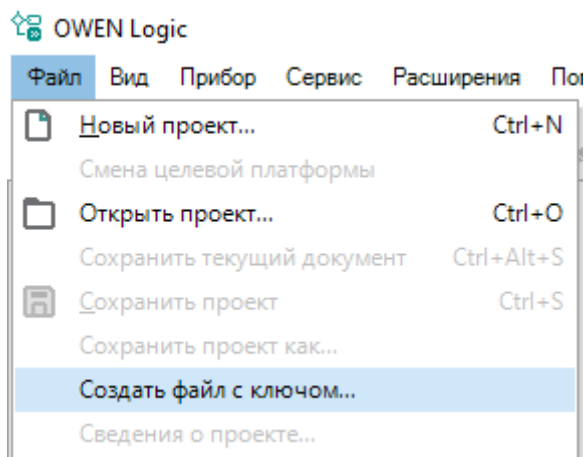 OWEN Logic
Файл Вид Прибор Сервис Расширения
Новый проект... Ctrl+N
Смена целевой платформы
Открыть проект... Ctrl+O
Сохранить текущий документ Ctrl+Alt+S
Сохранить проект Ctrl+S
Сохранить проект как...
Создать файл с ключом...
Сведения о проекте...